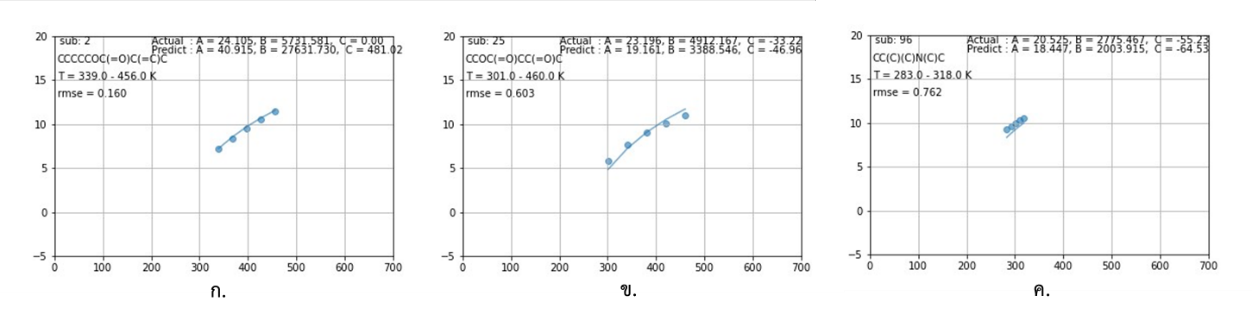 sub: 2
Actual : A = 24.105, B = 5731.581, C = 0.00
Predict : A = 40.915, B = 27631.730, C = 481.02
CCCCCOC(=O)C(=C)C
T = 339.0 - 456.0 K
rmse = 0.160
20
15
10
5
0
−5
0 100 200 300 400 500 600 700
ก.
sub: 25
Actual : A = 23.196, B = 4912.167, C = -33.22
Predict : A = 19.161, B = 3388.546, C = -46.96
CCOC(=O)CC(=O)C
T = 301.0 - 460.0 K
rmse = 0.603
20
15
10
5
0
−5
0 100 200 300 400 500 600 700
ข.
sub: 96
Actual : A = 20.525, B = 2775.467, C = -55.23
Predict : A = 18.447, B = 2003.915, C = -64.53
CC(C)(C)N(C)C
T = 283.0 - 318.0 K
rmse = 0.762
20
15
10
5
0
−5
0 100 200 300 400 500 600 700
ค.